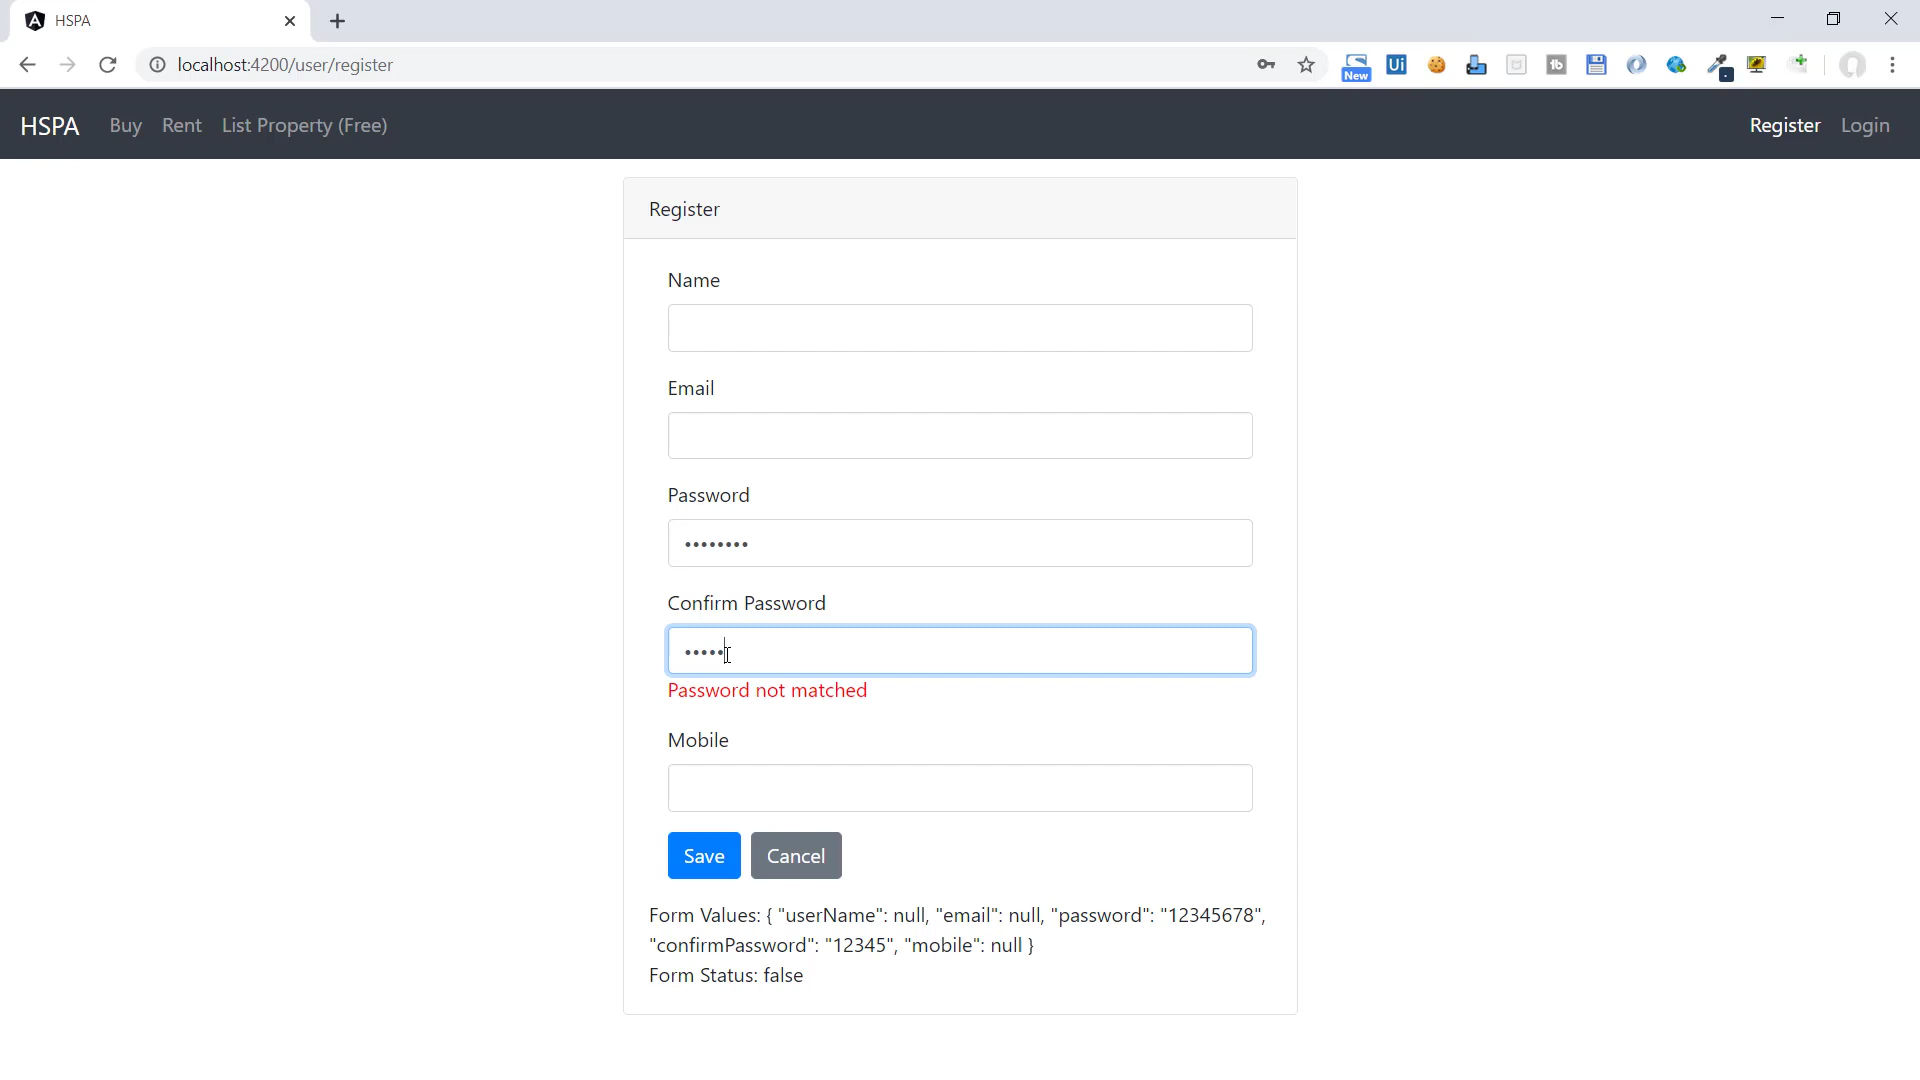 HSPA
localhost:4200/user/register
New
Ui
tb
HSPA Buy Rent List Property (Free) Register Login
Register
Name
Email
Password
••••••••
Confirm Password
•••••
Password not matched
Mobile
Save Cancel
Form Values: { "userName": null, "email": null, "password": "12345678",
"confirmPassword": "12345", "mobile": null }
Form Status: false